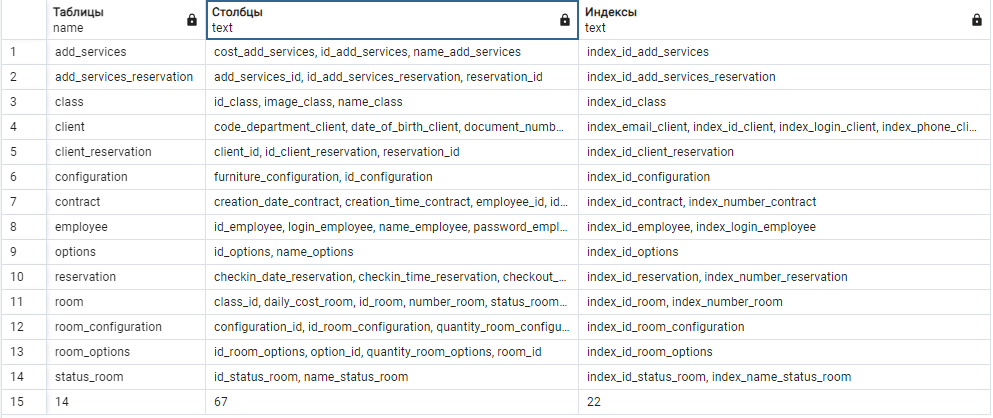 Таблицы Столбцы Индексы
name text text
1 add_services cost_add_services, id_add_services, name_add_services index_id_add_services
2 add_services_reservation add_services_id, id_add_services_reservation, reservation_id index_id_add_services_reservation
3 class id_class, image_class, name_class index_id_class
4 client code_department_client, date_of_birth_client, document_numb... index_email_client, index_id_client, index_login_client, index_phone_cli...
5 client_reservation client_id, id_client_reservation, reservation_id index_id_client_reservation
6 configuration furniture_configuration, id_configuration index_id_configuration
7 contract creation_date_contract, creation_time_contract, employee_id, id... index_id_contract, index_number_contract
8 employee id_employee, login_employee, name_employee, password_empl... index_id_employee, index_login_employee
9 options id_options, name_options index_id_options
10 reservation checkin_date_reservation, checkin_time_reservation, checkout_... index_id_reservation, index_number_reservation
11 room class_id, daily_cost_room, id_room, number_room, status_room... index_id_room, index_number_room
12 room_configuration configuration_id, id_room_configuration, quantity_room_configu... index_id_room_configuration
13 room_options id_room_options, option_id, quantity_room_options, room_id index_id_room_options
14 status_room id_status_room, name_status_room index_id_status_room, index_name_status_room
15 14 67 22